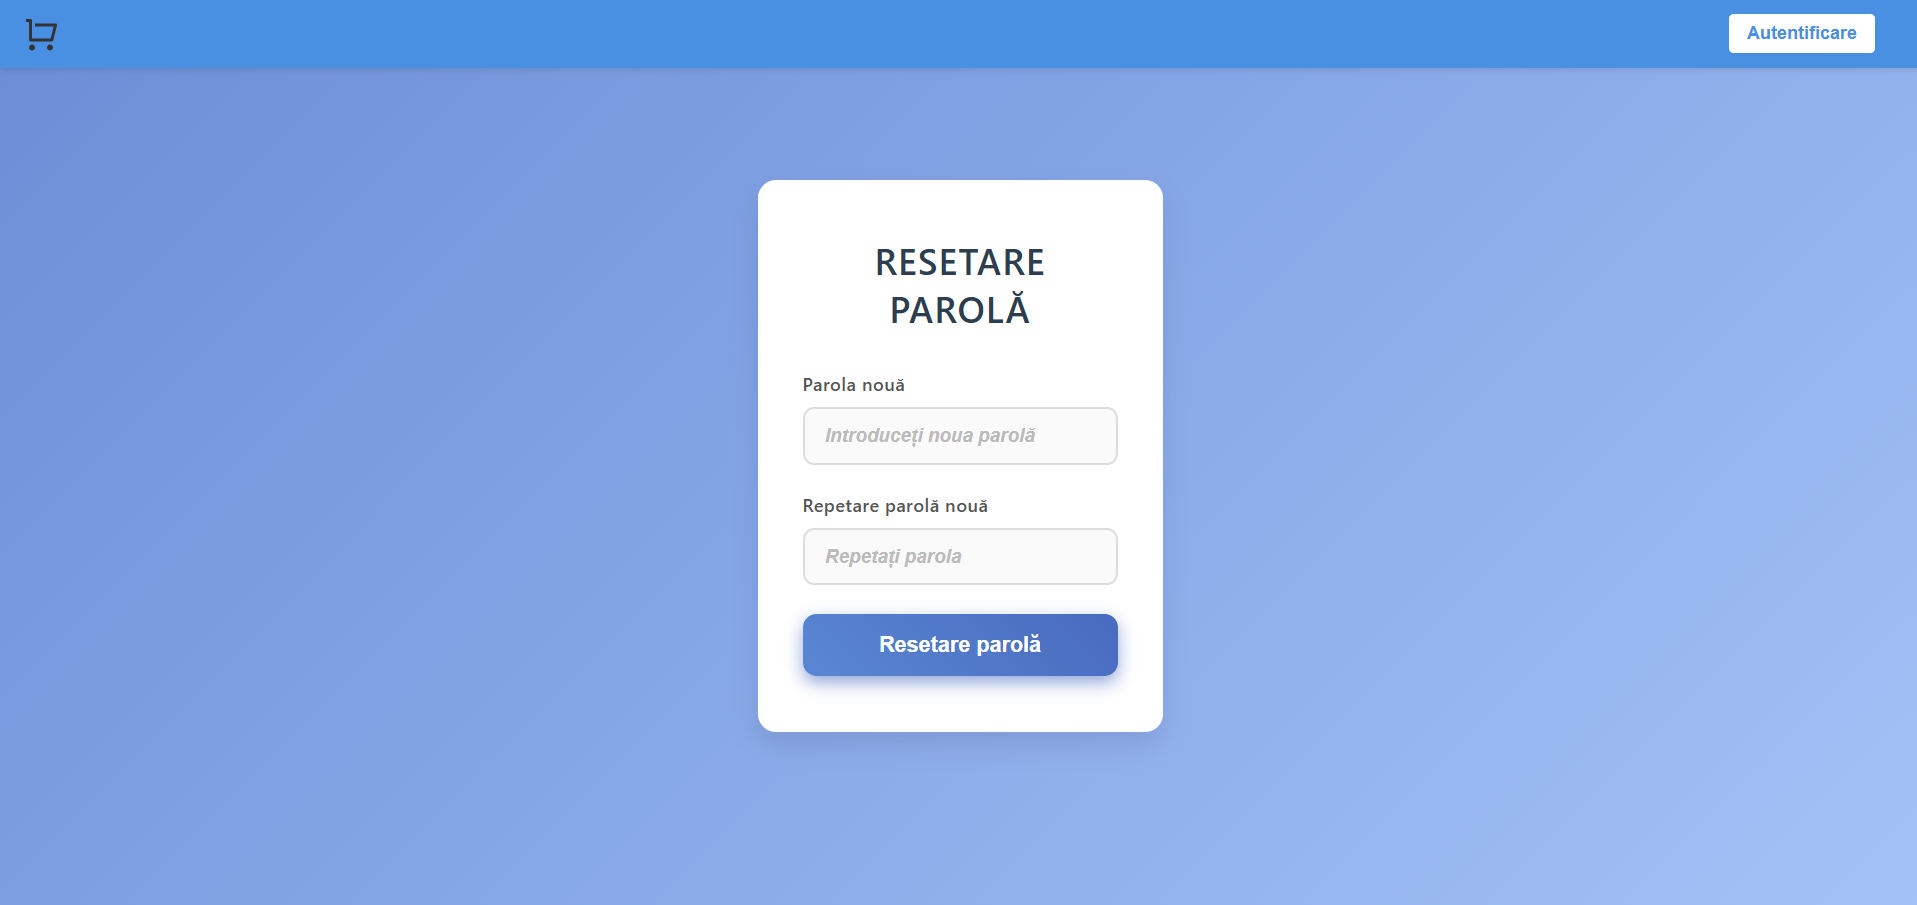 Autentificare
RESETARE
PAROLĂ
Parola nouă
Introduceți noua parolă
Repetare parolă nouă
Repetați parola
Resetare parolă